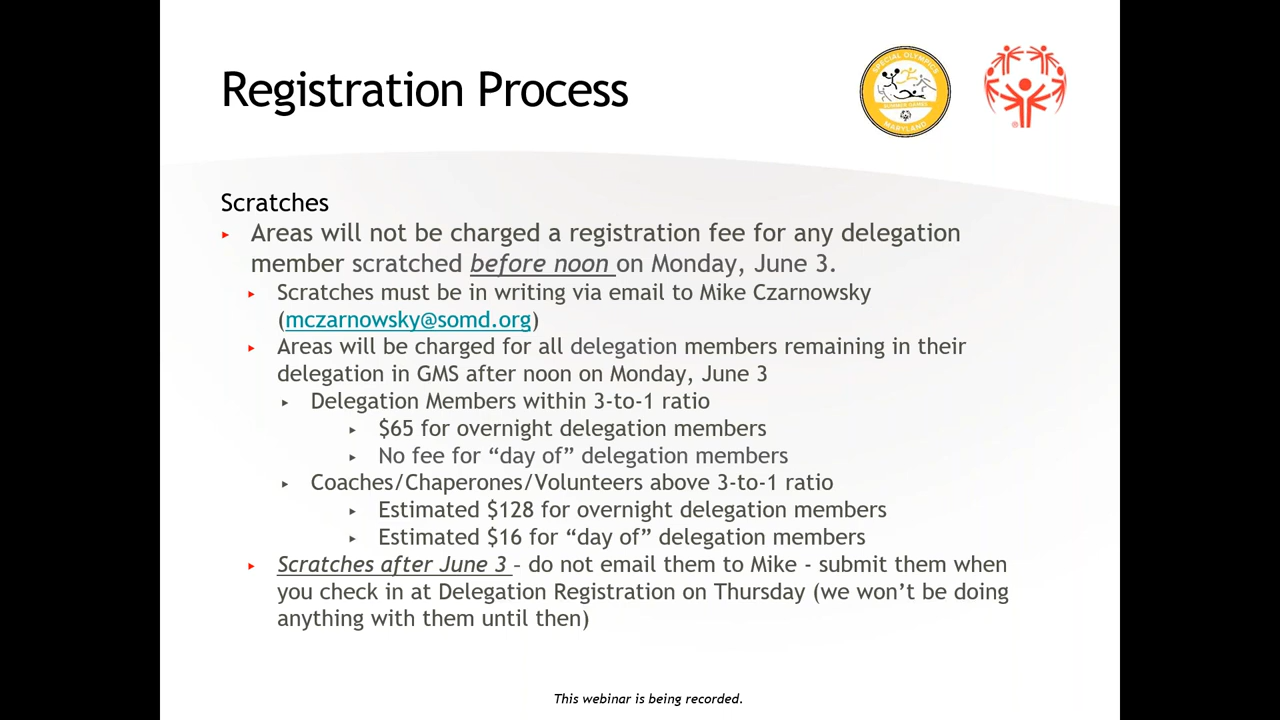 Registration Process
SPECIAL OLYMPICS
SUMMER GAMES
MARYLAND
Scratches
▸ Areas will not be charged a registration fee for any delegation
member scratched before noon on Monday, June 3.
▸ Scratches must be in writing via email to Mike Czarnowsky
(mczarnowsky@somd.org)
▸ Areas will be charged for all delegation members remaining in their
delegation in GMS after noon on Monday, June 3
▸ Delegation Members within 3-to-1 ratio
▸ $65 for overnight delegation members
▸ No fee for “day of” delegation members
▸ Coaches/Chaperones/Volunteers above 3-to-1 ratio
▸ Estimated $128 for overnight delegation members
▸ Estimated $16 for “day of” delegation members
▸ Scratches after June 3 – do not email them to Mike - submit them when
you check in at Delegation Registration on Thursday (we won’t be doing
anything with them until then)
This webinar is being recorded.